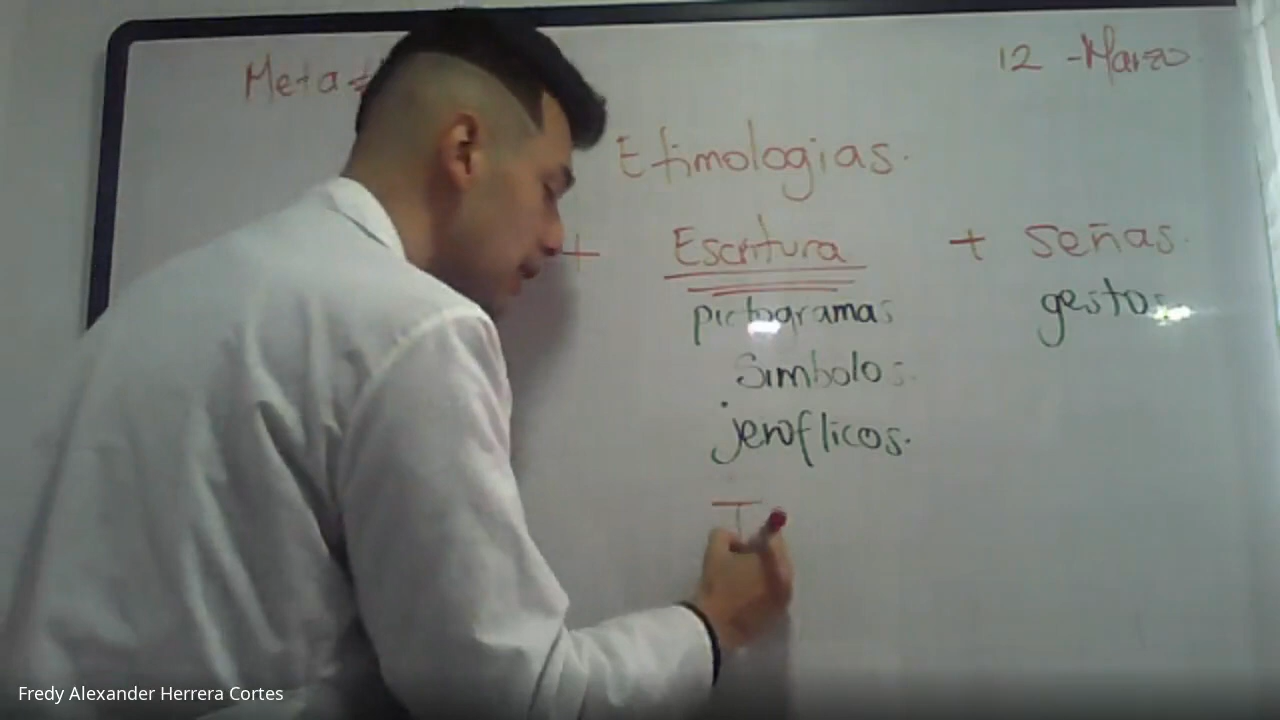 Meta 12 -Marzo
Etimologias.
+ Escritura + Señas.
pictogramas gestos
Simbolos
jeroflicos.
Fredy Alexander Herrera Cortes